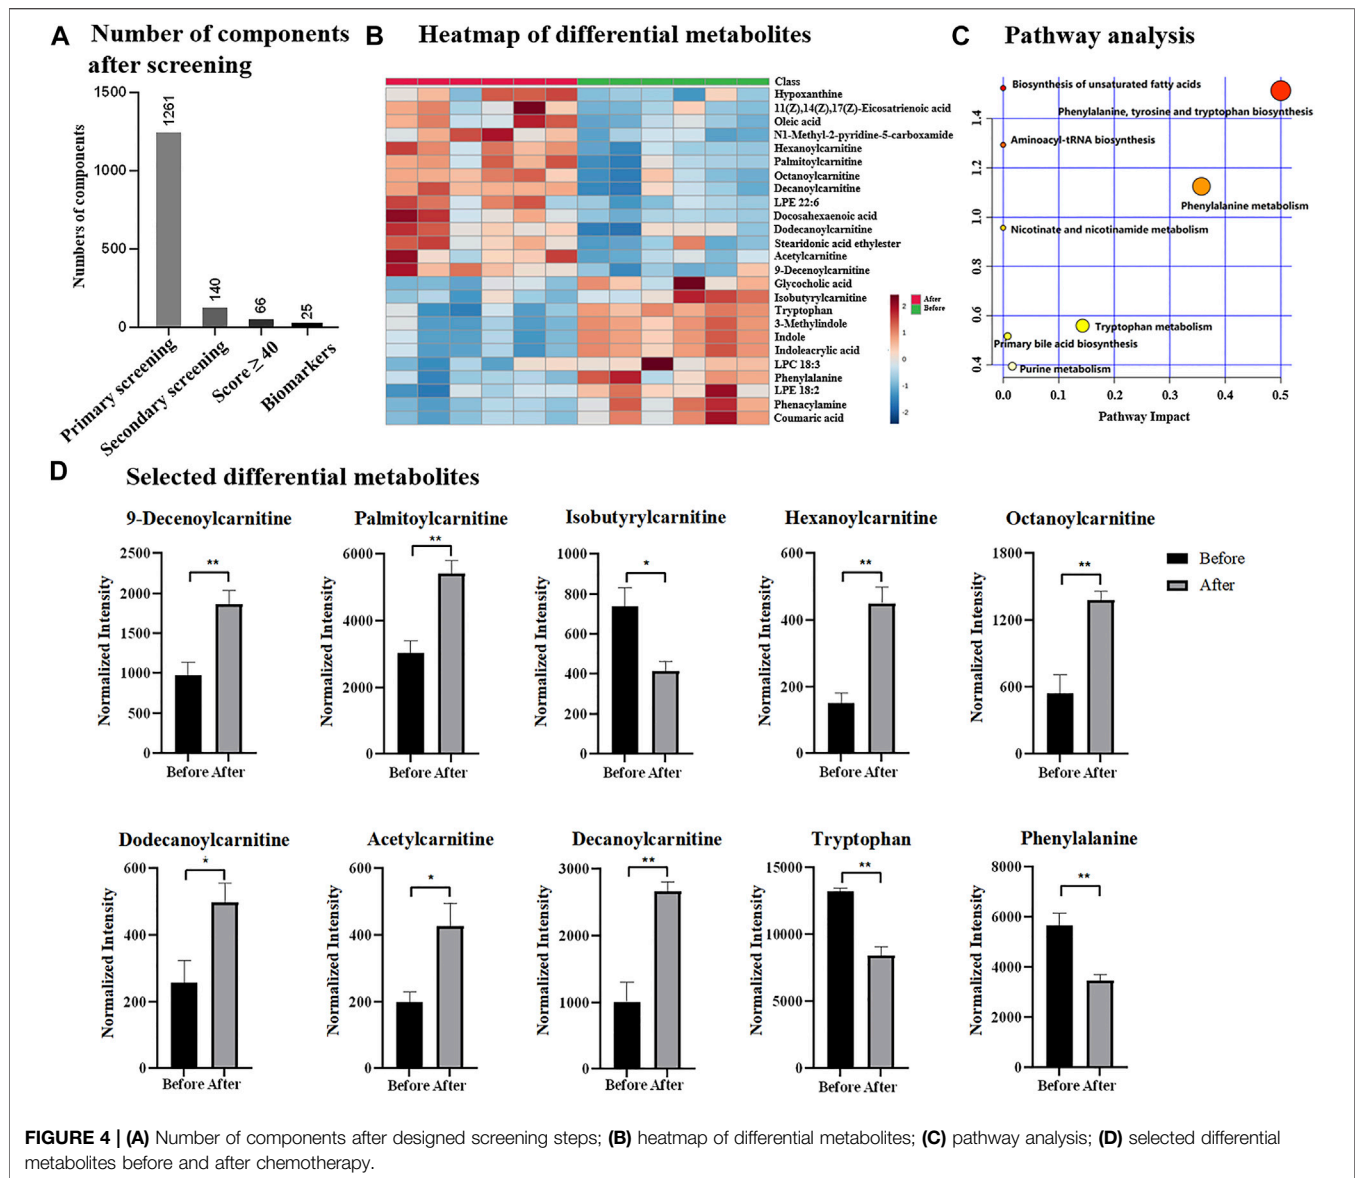 A Number of components
after screening
1500
1000
500
0
Numbers of components
1261
140
66
25
Primary screening
Secondary screening
Score ≥ 40
Biomarkers
B Heatmap of differential metabolites
Class
Hypoxanthine
11(Z),14(Z),17(Z)-Eicosatrienoic acid
Oleic acid
N1-Methyl-2-pyridine-5-carboxamide
Hexanoylcarnitine
Palmitoylcarnitine
Octanoylcarnitine
Decanoylcarnitine
LPE 22:6
Docosahexaenoic acid
Dodecanoylcarnitine
Stearidonic acid ethylester
Acetylcarnitine
9-Decenoylcarnitine
Glycocholic acid
Isobutyrylcarnitine
Tryptophan
3-Methylindole
Indole
Indoleacrylic acid
LPC 18:3
Phenylalanine
LPE 18:2
Phenacylamine
Coumaric acid
2
1
0
-1
-2
After
Before
C Pathway analysis
Biosynthesis of unsaturated fatty acids
Phenylalanine, tyrosine and tryptophan biosynthesis
Aminoacyl-tRNA biosynthesis
Phenylalanine metabolism
Nicotinate and nicotinamide metabolism
Tryptophan metabolism
Primary bile acid biosynthesis
Purine metabolism
1.4
1.2
1.0
0.8
0.6
0.4
0.0 0.1 0.2 0.3 0.4 0.5
Pathway Impact
D Selected differential metabolites
9-Decenoylcarnitine
2500
2000
1500
1000
500
0
Normalized Intensity
**
Before After
Palmitoylcarnitine
6000
4000
2000
0
Normalized Intensity
**
Before After
Isobutyrylcarnitine
1000
800
600
400
200
0
Normalized Intensity
*
Before After
Hexanoylcarnitine
600
400
200
0
Normalized Intensity
**
Before After
Octanoylcarnitine
1800
1200
600
0
Normalized Intensity
**
Before After
Before
After
Dodecanoylcarnitine
600
400
200
0
Normalized Intensity
*
Before After
Acetylcarnitine
600
400
200
0
Normalized Intensity
*
Before After
Decanoylcarnitine
3000
2000
1000
0
Normalized Intensity
**
Before After
Tryptophan
15000
10000
5000
0
Normalized Intensity
**
Before After
Phenylalanine
8000
6000
4000
2000
0
Normalized Intensity
**
Before After
FIGURE 4 | (A) Number of components after designed screening steps; (B) heatmap of differential metabolites; (C) pathway analysis; (D) selected differential
metabolites before and after chemotherapy.